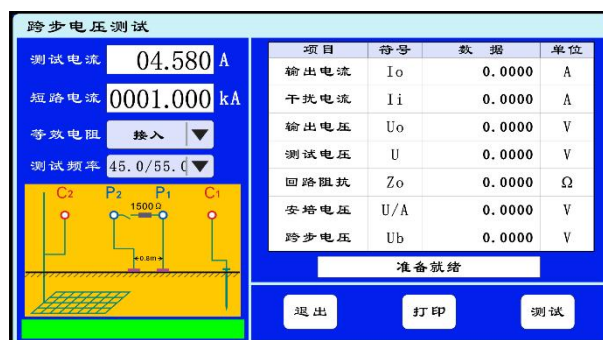 跨步电压测试
测试电流 04.580 A
短路电流 0001.000 kA
等效电阻 接入
测试频率 45.0/55.0
C2 P2 P1 C1
1500Ω
0.8m
项目 符号 数据 单位
输出电流 Io 0.0000 A
干扰电流 Ii 0.0000 A
输出电压 Uo 0.0000 V
测试电压 U 0.0000 V
回路阻抗 Zo 0.0000 Ω
安培电压 U/A 0.0000 V
跨步电压 Ub 0.0000 V
准备就绪
退出 打印 测试